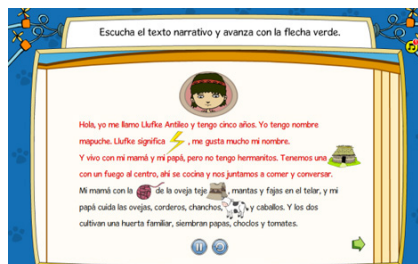 Escucha el texto narrativo y avanza con la flecha verde.
Hola, yo me llamo Llufke Antileo y tengo cinco años. Yo tengo nombre
mapuche. Llufke significa , me gusta mucho mi nombre.
Y vivo con mi mamá y mi papá, pero no tengo hermanitos. Tenemos una
con un fuego al centro, ahí se cocina y nos juntamos a comer y conversar.
Mi mamá con la de la oveja teje , mantas y fajas en el telar, y mi
papá cuida las ovejas, corderos, chanchos, y caballos. Y los dos
cultivan una huerta familiar, siembran papas, choclos y tomates.